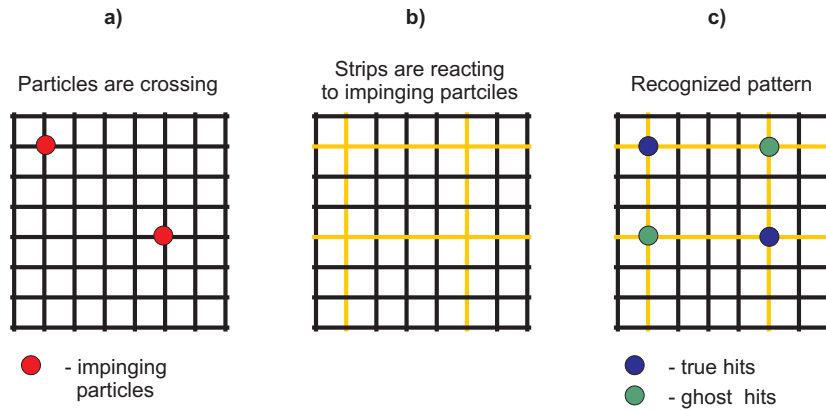 a)
Particles are crossing
- impinging
particles
b)
Strips are reacting
to impinging partciles
c)
Recognized pattern
- true hits
- ghost hits